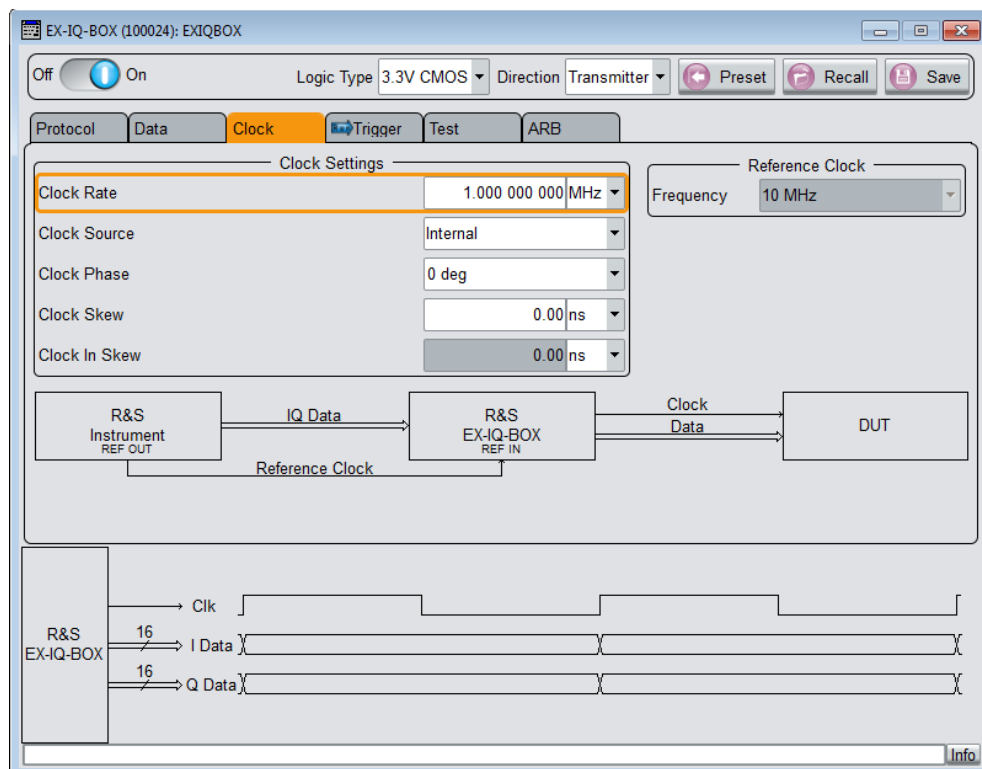 EX-IQ-BOX (100024): EXIQBOX
Off On Logic Type 3.3V CMOS Direction Transmitter Preset Recall Save
Protocol Data Clock Trigger Test ARB
Clock Settings
Clock Rate 1.000 000 000 MHz
Clock Source Internal
Clock Phase 0 deg
Clock Skew 0.00 ns
Clock In Skew 0.00 ns
Reference Clock
Frequency 10 MHz
R&S
Instrument
REF OUT
IQ Data
Reference Clock
R&S
EX-IQ-BOX
REF IN
Clock
Data
DUT
R&S
EX-IQ-BOX
Clk
16
I Data
16
Q Data
Info